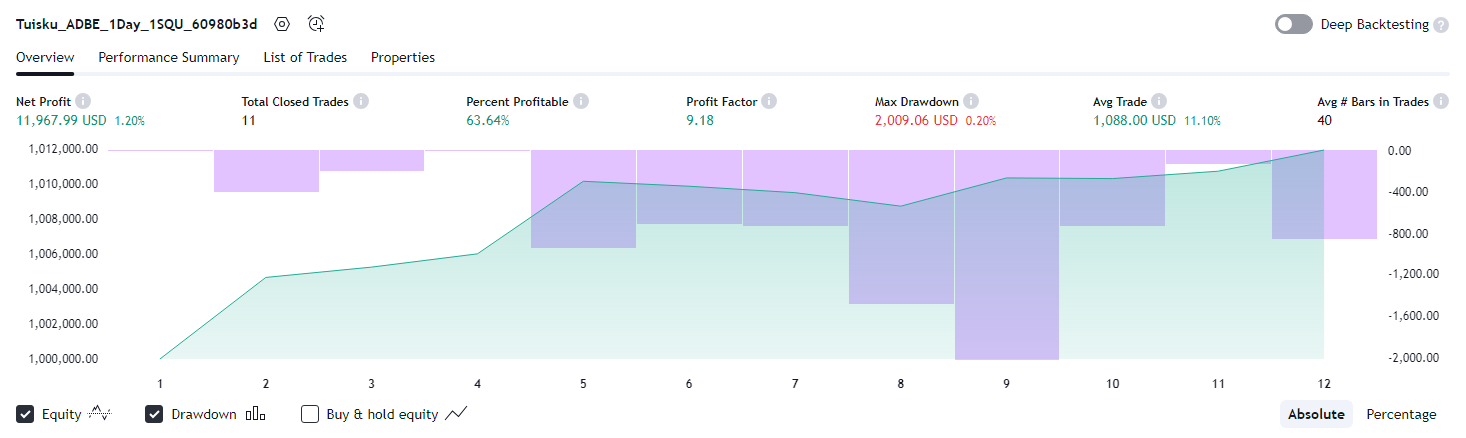 Tuisku_ADBE_1Day_1SQU_60980b3d
Deep Backtesting ?
Overview Performance Summary List of Trades Properties
Net Profit i Total Closed Trades i Percent Profitable i Profit Factor i Max Drawdown i Avg Trade i Avg # Bars in Trades i
11,967.99 USD 1.20% 11 63.64% 9.18 2,009.06 USD 0.20% 1,088.00 USD 11.10% 40
1,012,000.00 0.00
1,010,000.00 -400.00
1,008,000.00 -800.00
1,006,000.00 -1,200.00
1,004,000.00 -1,600.00
1,002,000.00 -2,000.00
1,000,000.00
1 2 3 4 5 6 7 8 9 10 11 12
Equity Drawdown Buy & hold equity Absolute Percentage